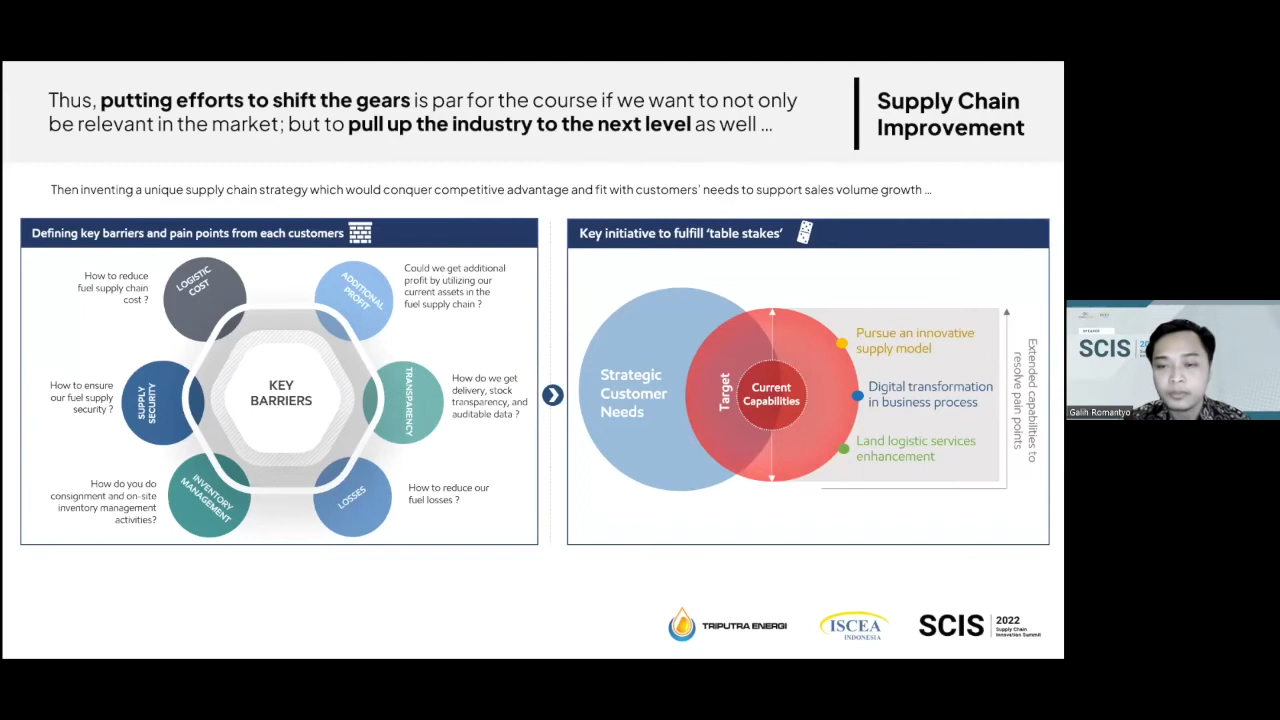 Thus, putting efforts to shift the gears is par for the course if we want to not only
be relevant in the market; but to pull up the industry to the next level as well ...
Supply Chain
Improvement
Then inventing a unique supply chain strategy which would conquer competitive advantage and fit with customers' needs to support sales volume growth ...
Defining key barriers and pain points from each customers
How to reduce
fuel supply chain
cost ?
LOGISTIC
COST
ADDITIONAL
PROFIT
Could we get additional
profit by utilizing our
current assets in the
fuel supply chain ?
How to ensure
our fuel supply
security ?
SUPPLY
SECURITY
KEY
BARRIERS
TRANSPARENCY
How do we get
delivery, stock
transparency, and
auditable data ?
How do you do
consignment and on-site
inventory management
activities?
INVENTORY
MANAGEMENT
LOSSES
How to reduce our
fuel losses ?
Key initiative to fulfill 'table stakes'
Strategic
Customer
Needs
Target
Current
Capabilities
Pursue an innovative
supply model
Digital transformation
in business process
Land logistic services
enhancement
Extended capabilities to
resolve pain points
TRIPUTRA ENERGI
ISCEA
INDONESIA
SCIS
2022
Supply Chain
Innovation Summit
SCIS
Galih Romantyo